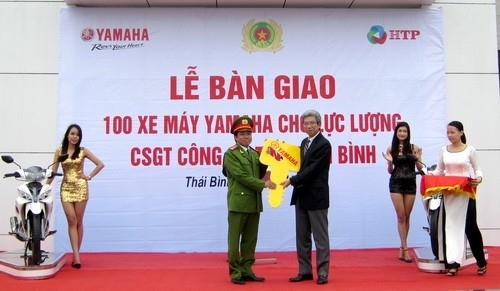 YAMAHA
Revs Your Heart
HTP
LỄ BÀN GIAO
100 XE MÁY YAMAHA CHO LỰC LƯỢNG
CSGT CÔNG BÌNH
Thái Bình
YAMAHA